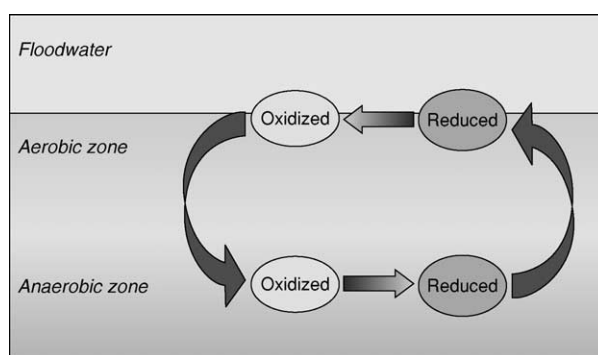 Floodwater
Oxidized
Reduced
Aerobic zone
Anaerobic zone
Oxidized
Reduced